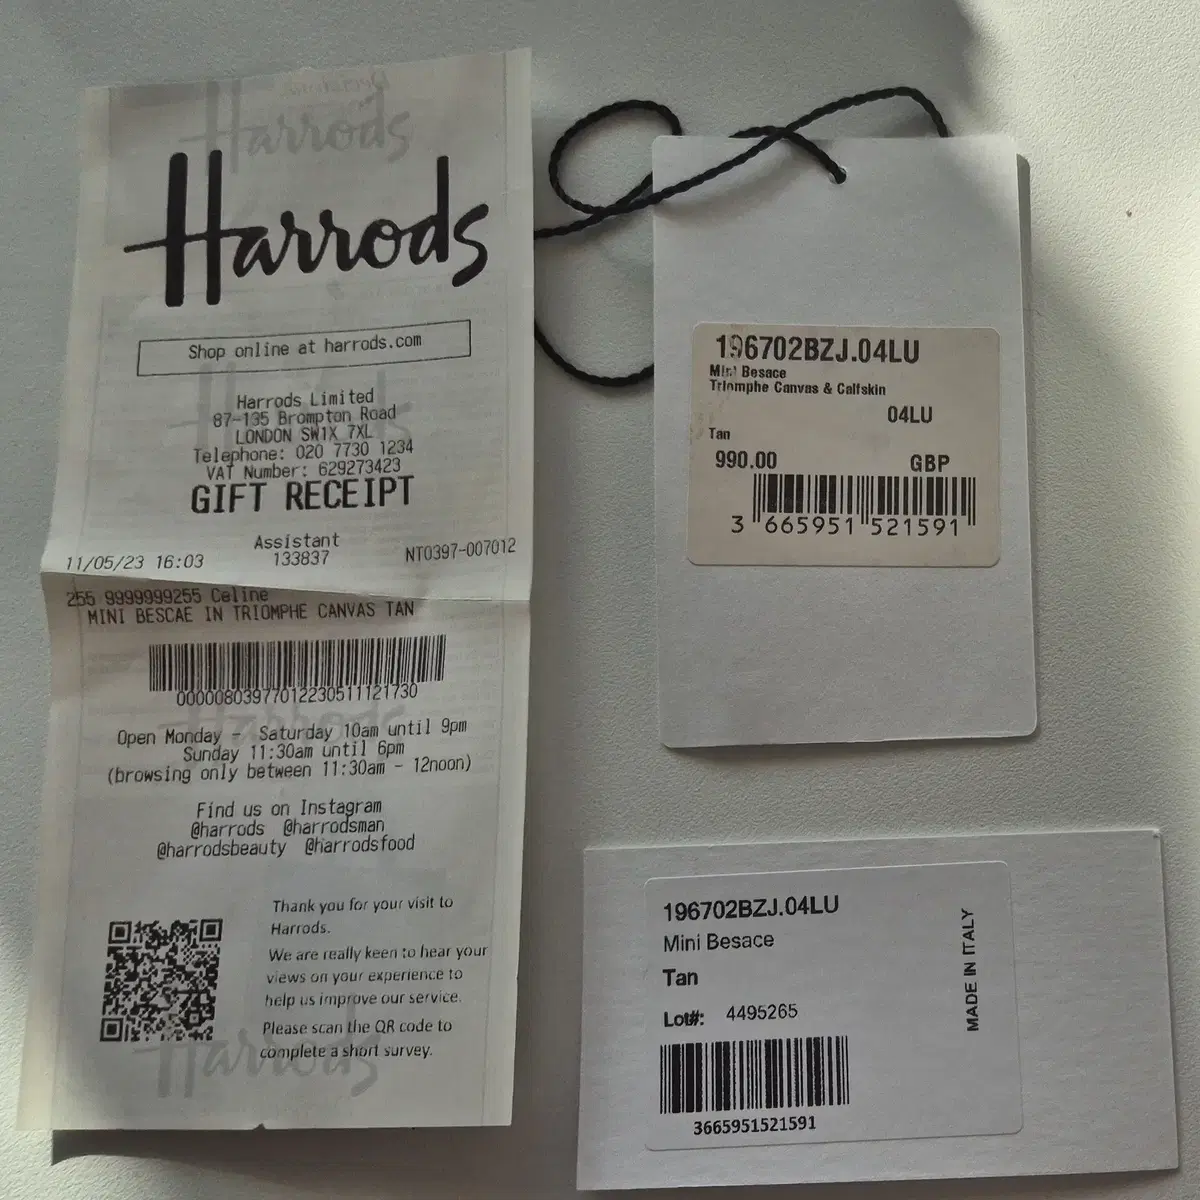 Harrods
Shop online at harrods.com
Harrods Limited
87-135 Brompton Road
LONDON SW1X 7XL
Telephone: 020 7730 1234
VAT Number: 629273423
GIFT RECEIPT
Assistant
11/05/23 16:03 133837 NT0397-007012
255 9999999255 Celine
MINI BESCAE IN TRIOMPHE CANVAS TAN
00000803977012230511121730
Open Monday - Saturday 10am until 9pm
Sunday 11:30am until 6pm
(browsing only between 11:30am - 12noon)
Find us on Instagram
@harrods @harrodsman
@harrodsbeauty @harrodsfood
Thank you for your visit to
Harrods.
We are really keen to hear your
views on your experience to
help us improve our service.
Please scan the QR code to
complete a short survey.
196702BZJ.04LU
Mini Besace
Triomphe Canvas & Calfskin
04LU
Tan
990.00 GBP
3 665951 521591
196702BZJ.04LU
Mini Besace
Tan
Lot#: 4495265
3665951521591
MADE IN ITALY